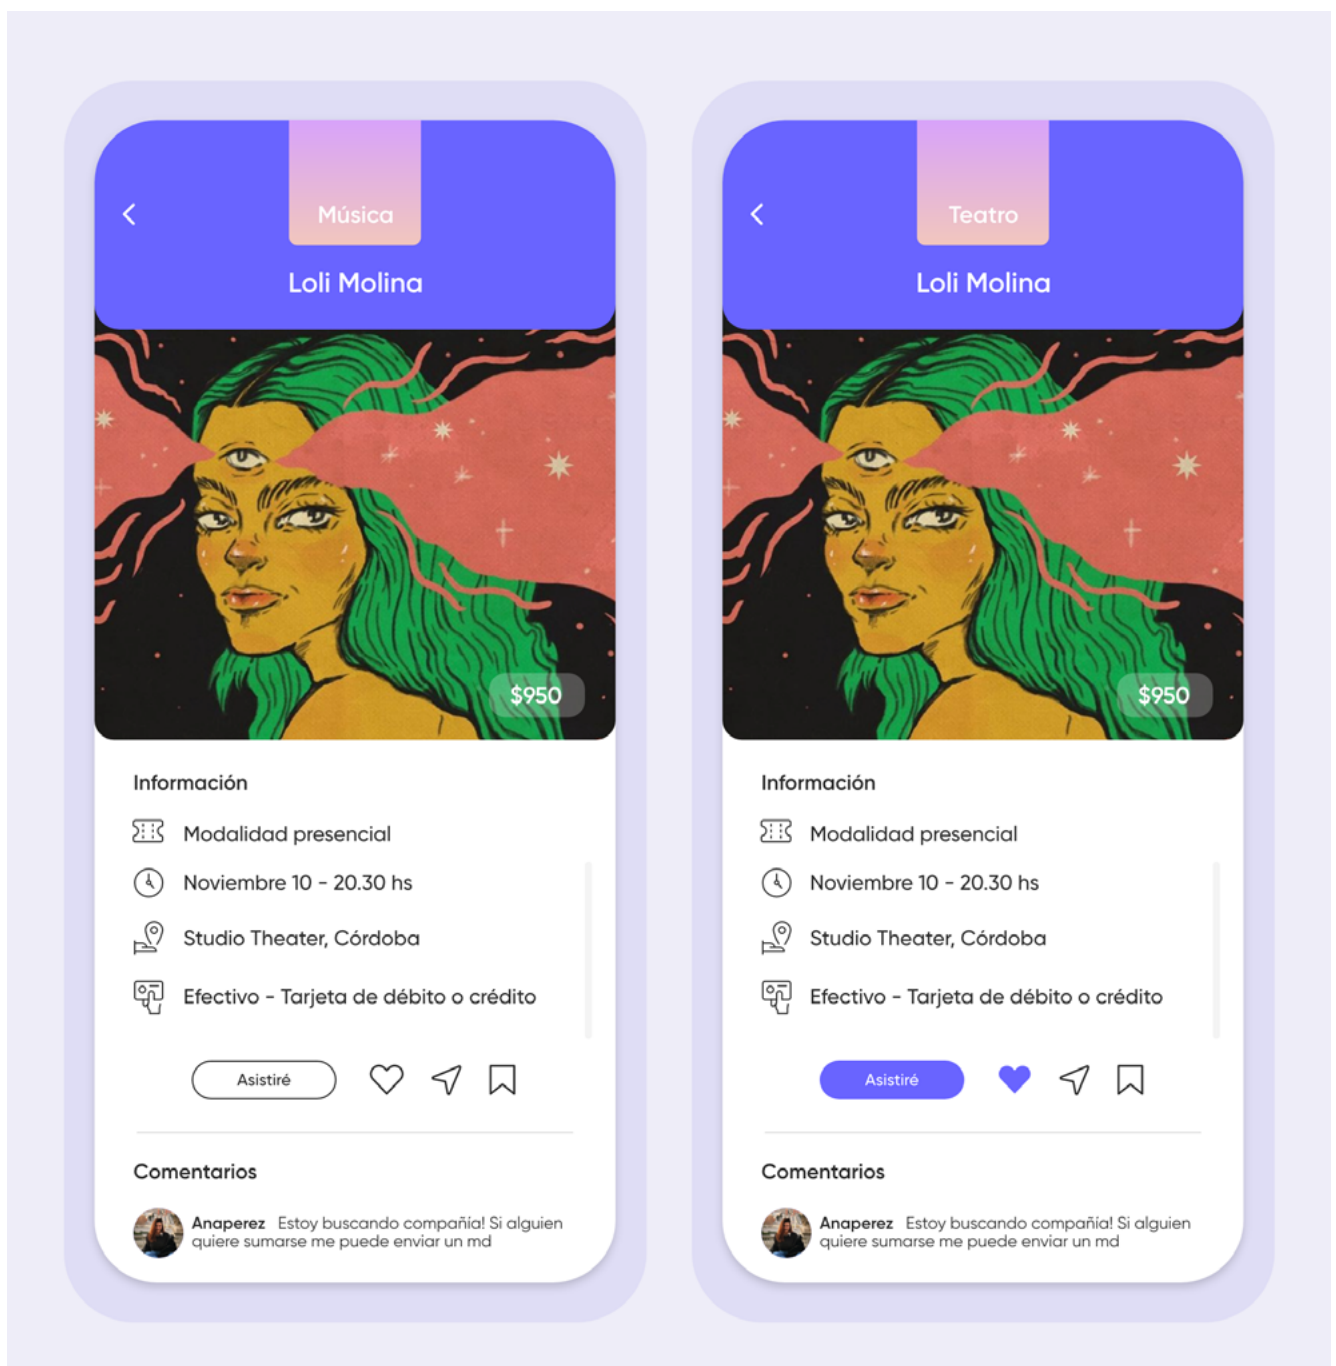 Música
Loli Molina
$950
Información
Modalidad presencial
Noviembre 10 - 20.30 hs
Studio Theater, Córdoba
Efectivo - Tarjeta de débito o crédito
Asistiré
Comentarios
Anaperez Estoy buscando compañia! Si alguien
quiere sumarse me puede enviar un md
Teatro
Loli Molina
$950
Información
Modalidad presencial
Noviembre 10 - 20.30 hs
Studio Theater, Córdoba
Efectivo - Tarjeta de débito o crédito
Asistiré
Comentarios
Anaperez Estoy buscando compañia! Si alguien
quiere sumarse me puede enviar un md